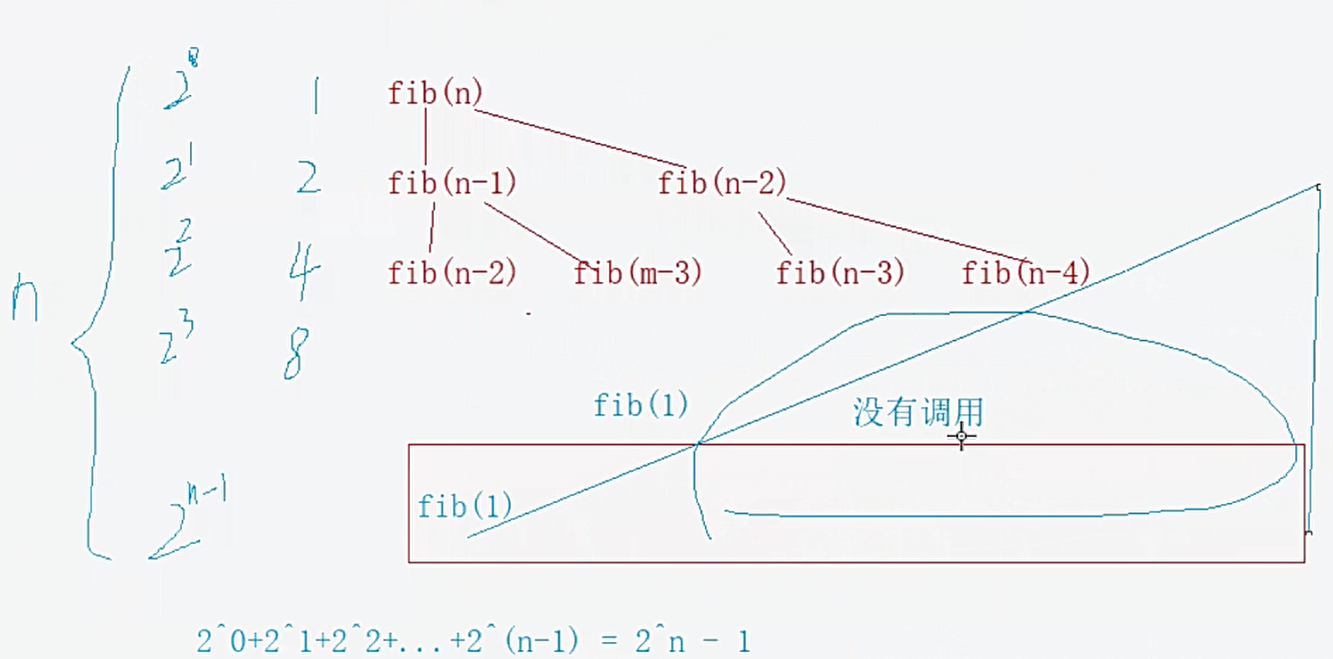 2^0 1 fib(n)
2^1 2 fib(n-1) fib(n-2)
2^2 4 fib(n-2) fib(m-3) fib(n-3) fib(n-4)
n
2^3 8
fib(1) 没有调用
2^n-1 fib(1)
2^0+2^1+2^2+...+2^(n-1) = 2^n - 1